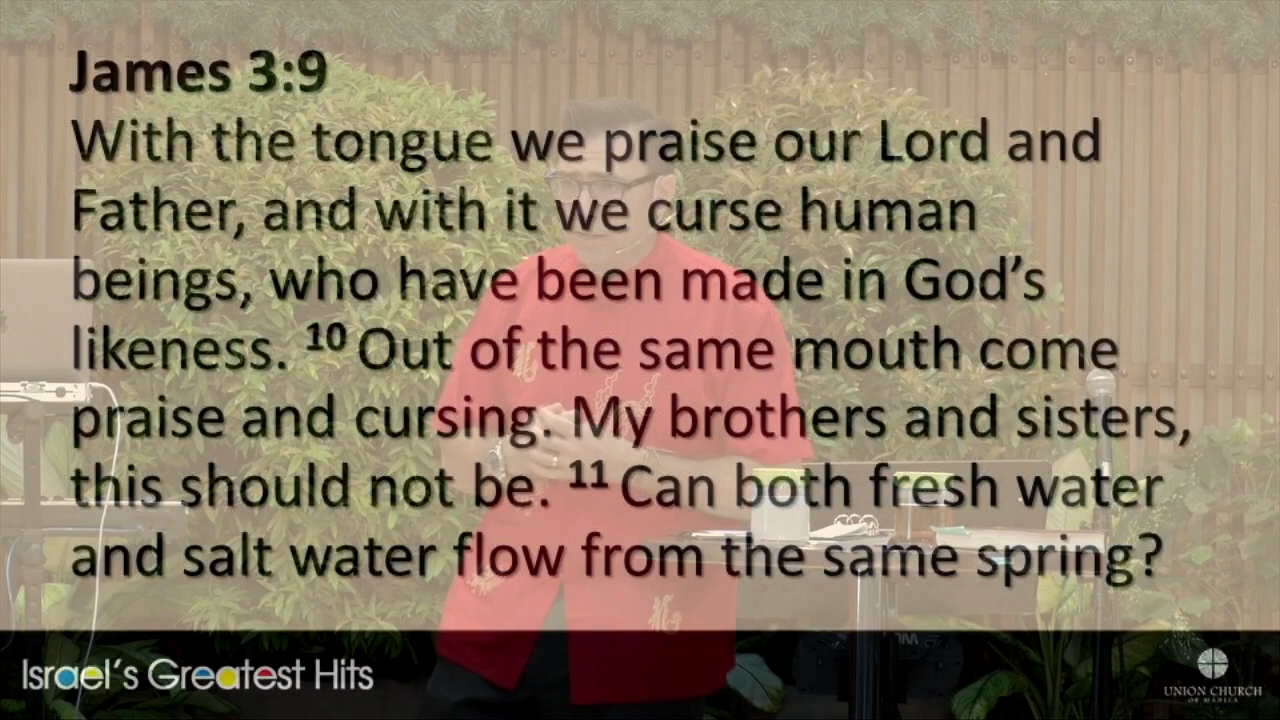 James 3:9
With the tongue we praise our Lord and
Father, and with it we curse human
beings, who have been made in God’s
likeness. ¹⁰ Out of the same mouth come
praise and cursing. My brothers and sisters,
this should not be. ¹¹ Can both fresh water
and salt water flow from the same spring?
Israel’s Greatest Hits
UNION CHURCH
OF MANILA